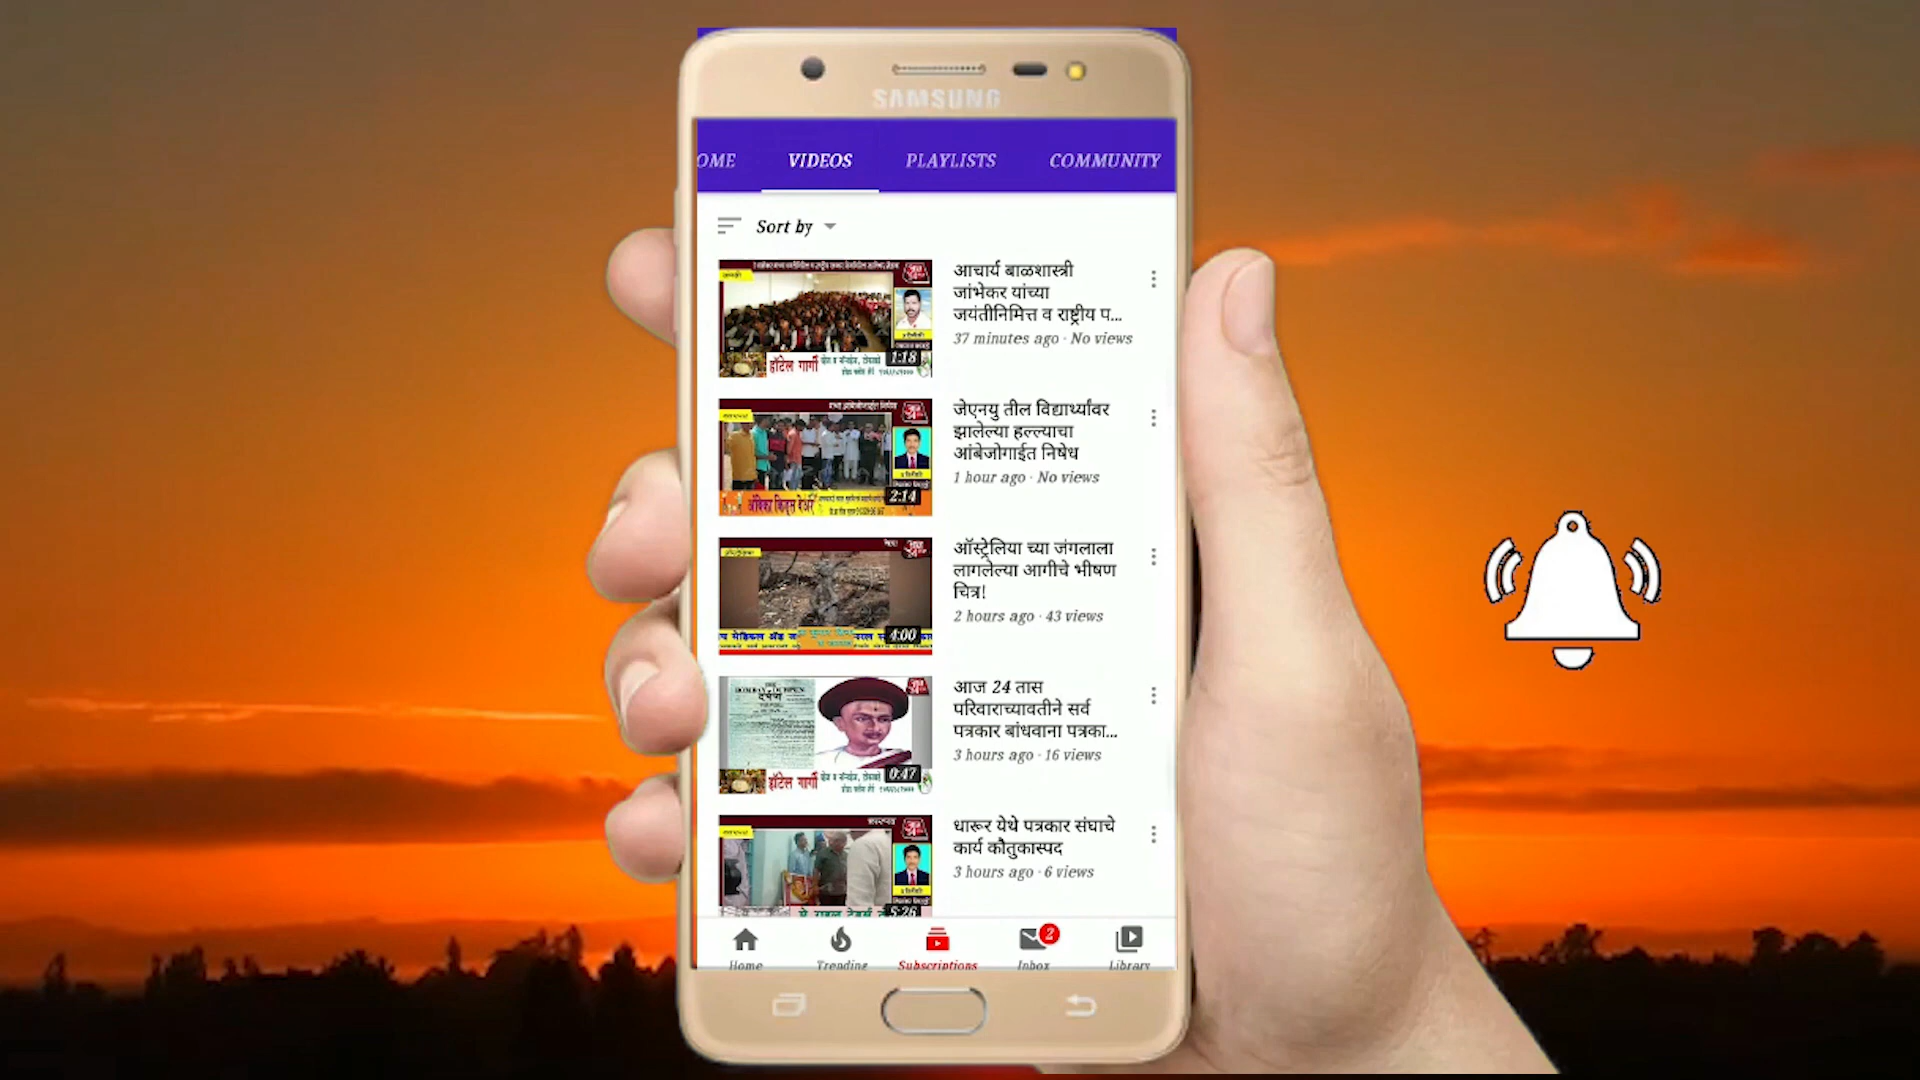 SAMSUNG
OME VIDEOS PLAYLISTS COMMUNITY
Sort by
आचार्य बाळशास्त्री
जांभेकर यांच्या
जयंतीनिमित्त व राष्ट्रीय प...
37 minutes ago · No views
हॉटेल गार्गी
1:18
जेएनयु तील विद्यार्थ्यांवर
झालेल्या हल्ल्याचा
आंबेजोगाईत निषेध
1 hour ago · No views
2:14
ऑस्ट्रेलिया च्या जंगलाला
लागलेल्या आगीचे भीषण
चित्र!
2 hours ago · 43 views
4:00
आज 24 तास
परिवाराच्यावतीने सर्व
पत्रकार बांधवाना पत्रका...
3 hours ago · 16 views
हॉटेल गार्गी
0:47
धारूर येथे पत्रकार संघाचे
कार्य कौतुकास्पद
3 hours ago · 6 views
5:26
2
Home Trending Subscriptions Inbox Library